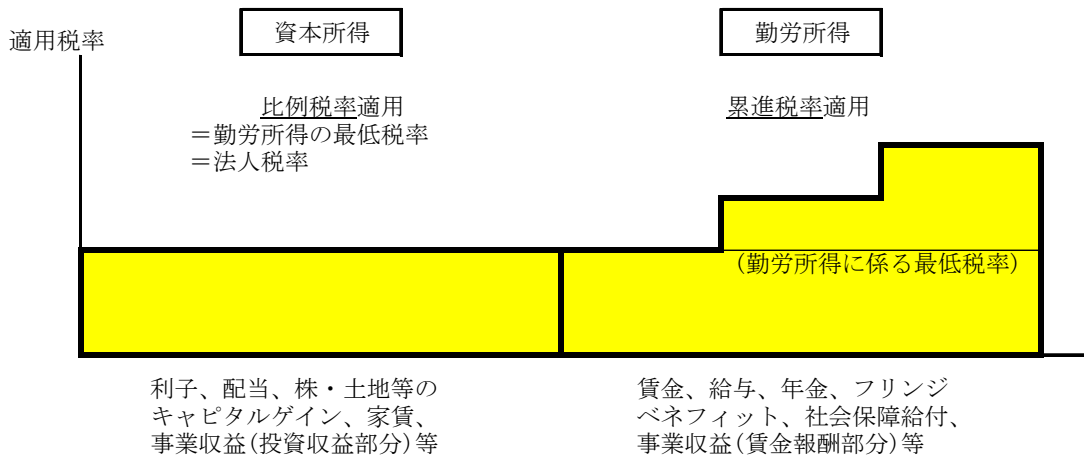 適用税率
資本所得
勤労所得
比例税率適用
＝勤労所得の最低税率
＝法人税率
累進税率適用
（勤労所得に係る最低税率）
利子、配当、株・土地等の
キャピタルゲイン、家賃、
事業収益(投資収益部分)等
賃金、給与、年金、フリンジ
ベネフィット、社会保障給付、
事業収益(賃金報酬部分)等